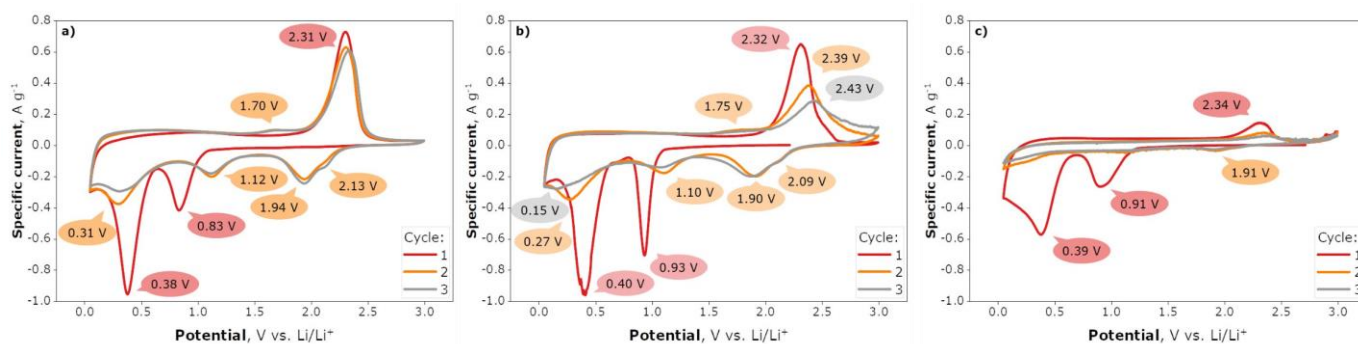 a)
Specific current, A g⁻¹
0.8
0.6
0.4
0.2
0.0
-0.2
-0.4
-0.6
-0.8
-1.0
2.31 V
1.70 V
1.12 V
2.13 V
1.94 V
0.83 V
0.31 V
0.38 V
Cycle:
1
2
3
0.0 0.5 1.0 1.5 2.0 2.5 3.0
Potential, V vs. Li/Li⁺
b)
Specific current, A g⁻¹
0.8
0.6
0.4
0.2
0.0
-0.2
-0.4
-0.6
-0.8
-1.0
2.32 V
2.39 V
2.43 V
1.75 V
2.09 V
1.10 V
1.90 V
0.15 V
0.27 V
0.93 V
0.40 V
Cycle:
1
2
3
0.0 0.5 1.0 1.5 2.0 2.5 3.0
Potential, V vs. Li/Li⁺
c)
Specific current, A g⁻¹
0.8
0.6
0.4
0.2
0.0
-0.2
-0.4
-0.6
-0.8
-1.0
2.34 V
1.91 V
0.91 V
0.39 V
Cycle:
1
2
3
0.0 0.5 1.0 1.5 2.0 2.5 3.0
Potential, V vs. Li/Li⁺